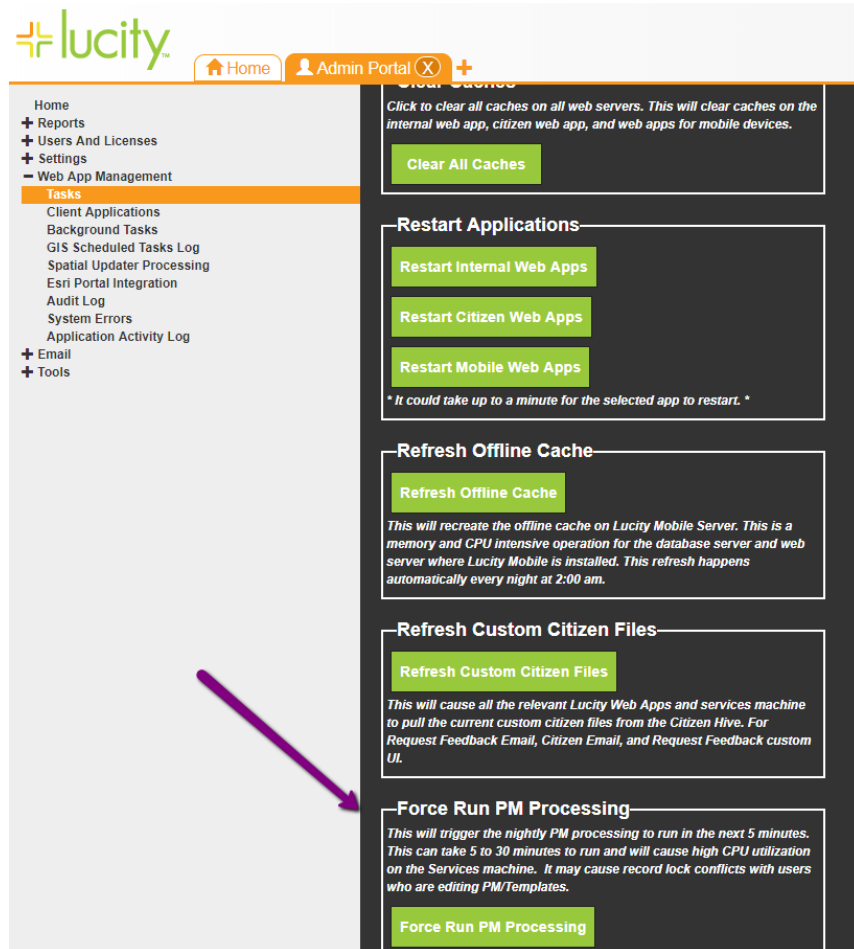 lucity
Home
Admin Portal X +
Home
Reports
Users And Licenses
Settings
Web App Management
Tasks
Client Applications
Background Tasks
GIS Scheduled Tasks Log
Spatial Updater Processing
Esri Portal Integration
Audit Log
System Errors
Application Activity Log
Email
Tools
Clear Caches
Click to clear all caches on all web servers. This will clear caches on the
internal web app, citizen web app, and web apps for mobile devices.
Clear All Caches
Restart Applications
Restart Internal Web Apps
Restart Citizen Web Apps
Restart Mobile Web Apps
* It could take up to a minute for the selected app to restart. *
Refresh Offline Cache
Refresh Offline Cache
This will recreate the offline cache on Lucity Mobile Server. This is a
memory and CPU intensive operation for the database server and web
server where Lucity Mobile is installed. This refresh happens
automatically every night at 2:00 am.
Refresh Custom Citizen Files
Refresh Custom Citizen Files
This will cause all the relevant Lucity Web Apps and services machine
to pull the current custom citizen files from the Citizen Hive. For
Request Feedback Email, Citizen Email, and Request Feedback custom
UI.
Force Run PM Processing
This will trigger the nightly PM processing to run in the next 5 minutes.
This can take 5 to 30 minutes to run and will cause high CPU utilization
on the Services machine. It may cause record lock conflicts with users
who are editing PM/Templates.
Force Run PM Processing